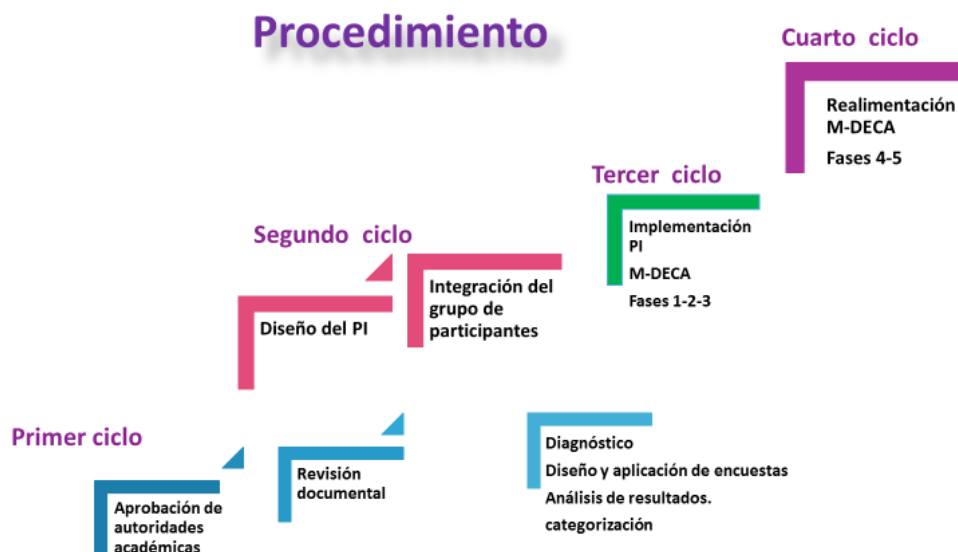 Procedimiento
Primer ciclo
Aprobación de
autoridades
académicas
Revisión
documental
Diagnóstico
Diseño y aplicación de encuestas
Análisis de resultados.
categorización
Segundo ciclo
Diseño del PI
Integración del
grupo de
participantes
Tercer ciclo
Implementación
PI
M-DECA
Fases 1-2-3
Cuarto ciclo
Realimentación
M-DECA
Fases 4-5